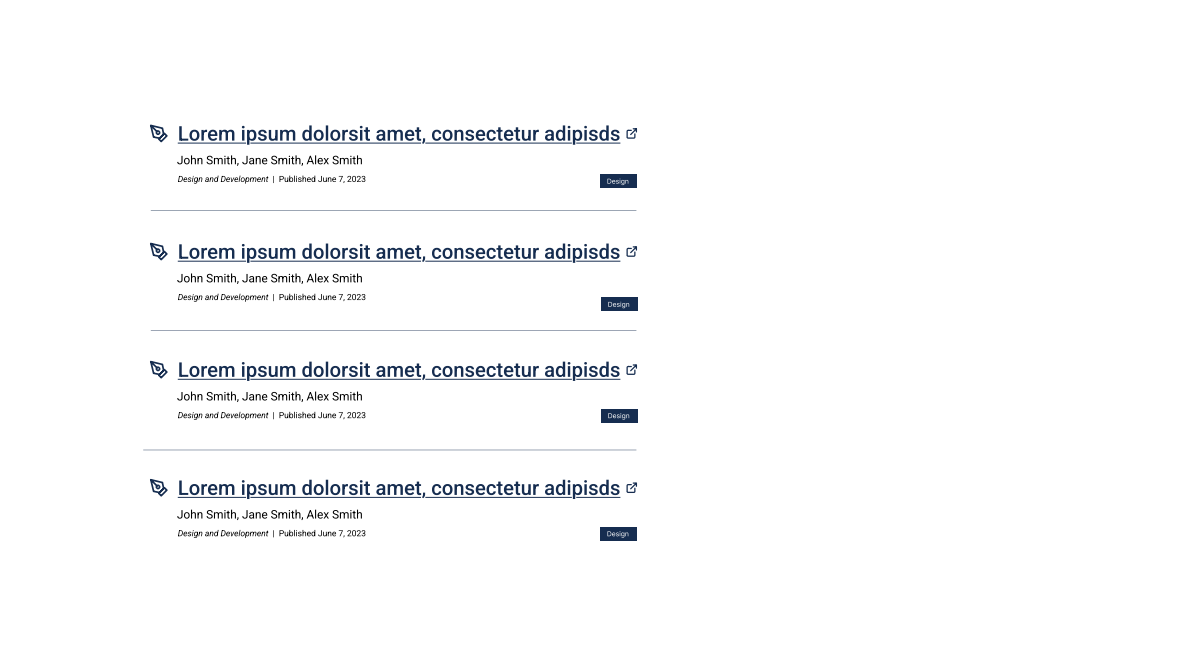 Lorem ipsum dolorsit amet, consectetur adipisds
John Smith, Jane Smith, Alex Smith
Design and Development | Published June 7, 2023
Design
Lorem ipsum dolorsit amet, consectetur adipisds
John Smith, Jane Smith, Alex Smith
Design and Development | Published June 7, 2023
Design
Lorem ipsum dolorsit amet, consectetur adipisds
John Smith, Jane Smith, Alex Smith
Design and Development | Published June 7, 2023
Design
Lorem ipsum dolorsit amet, consectetur adipisds
John Smith, Jane Smith, Alex Smith
Design and Development | Published June 7, 2023
Design